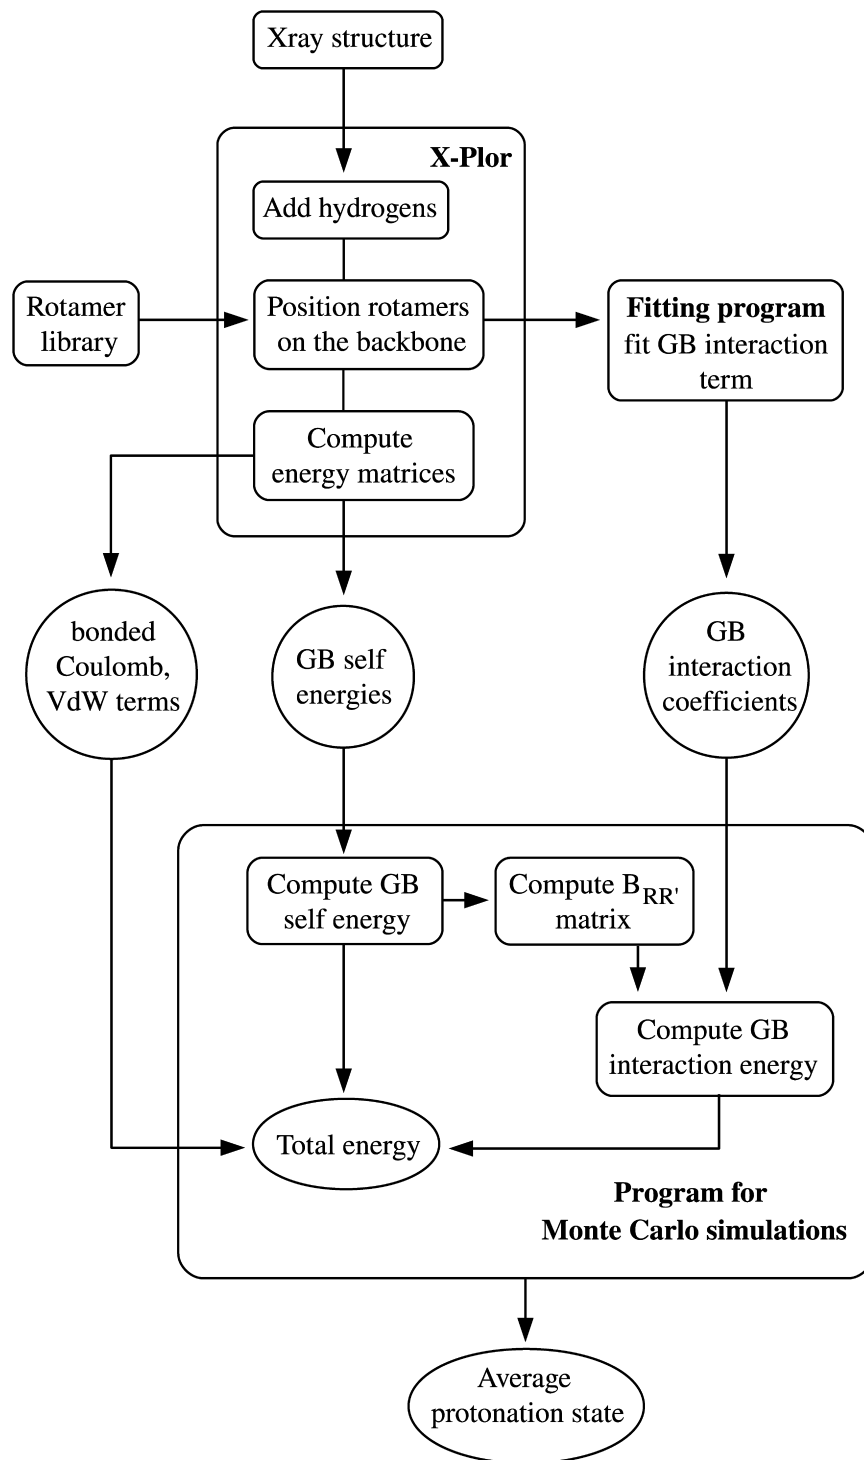 Xray structure
X-Plor
Add hydrogens
Rotamer
library
Position rotamers
on the backbone
Fitting program
fit GB interaction
term
Compute
energy matrices
bonded
Coulomb,
VdW terms
GB self
energies
GB
interaction
coefficients
Compute GB
self energy
Compute B_RR'
matrix
Compute GB
interaction energy
Total energy
Program for
Monte Carlo simulations
Average
protonation state